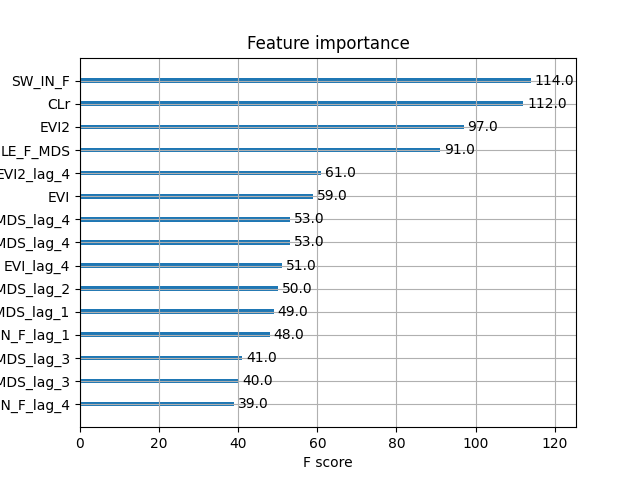 Feature importance
SW_IN_F 114.0
CLr 112.0
EVI2 97.0
LE_F_MDS 91.0
EVI2_lag_4 61.0
EVI 59.0
MDS_lag_4 53.0
MDS_lag_4 53.0
EVI_lag_4 51.0
MDS_lag_2 50.0
MDS_lag_1 49.0
N_F_lag_1 48.0
MDS_lag_3 41.0
MDS_lag_3 40.0
N_F_lag_4 39.0
0 20 40 60 80 100 120
F score